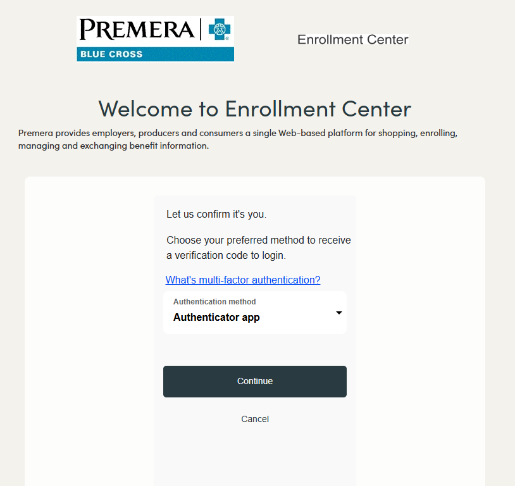 PREMERA
BLUE CROSS
Enrollment Center
Welcome to Enrollment Center
Premera provides employers, producers and consumers a single Web-based platform for shopping, enrolling,
managing and exchanging benefit information.
Let us confirm it's you.
Choose your preferred method to receive
a verification code to login.
What's multi-factor authentication?
Authentication method
Authenticator app
Continue
Cancel